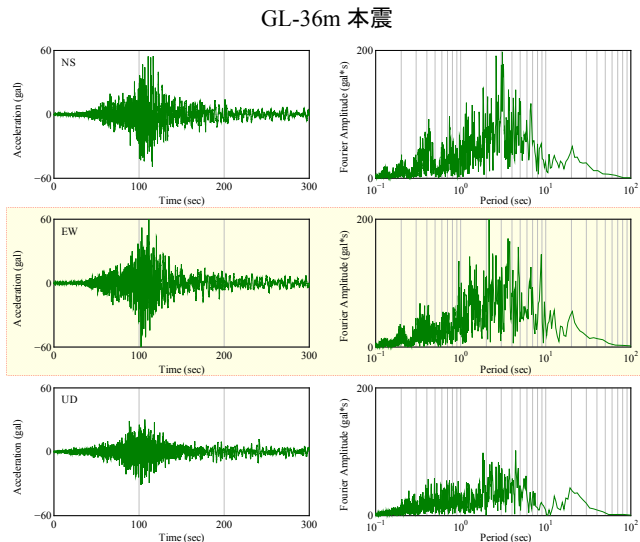 GL-36m 本震
60
NS
Acceleration (gal)
0
−60
0
100
200
300
Time (sec)
200
Fourier Amplitude (gal*s)
0
10⁻¹
10⁰
10¹
10²
Period (sec)
60
EW
Acceleration (gal)
0
−60
0
100
200
300
Time (sec)
200
Fourier Amplitude (gal*s)
0
10⁻¹
10⁰
10¹
10²
Period (sec)
60
UD
Acceleration (gal)
0
−60
0
100
200
300
Time (sec)
200
Fourier Amplitude (gal*s)
0
10⁻¹
10⁰
10¹
10²
Period (sec)